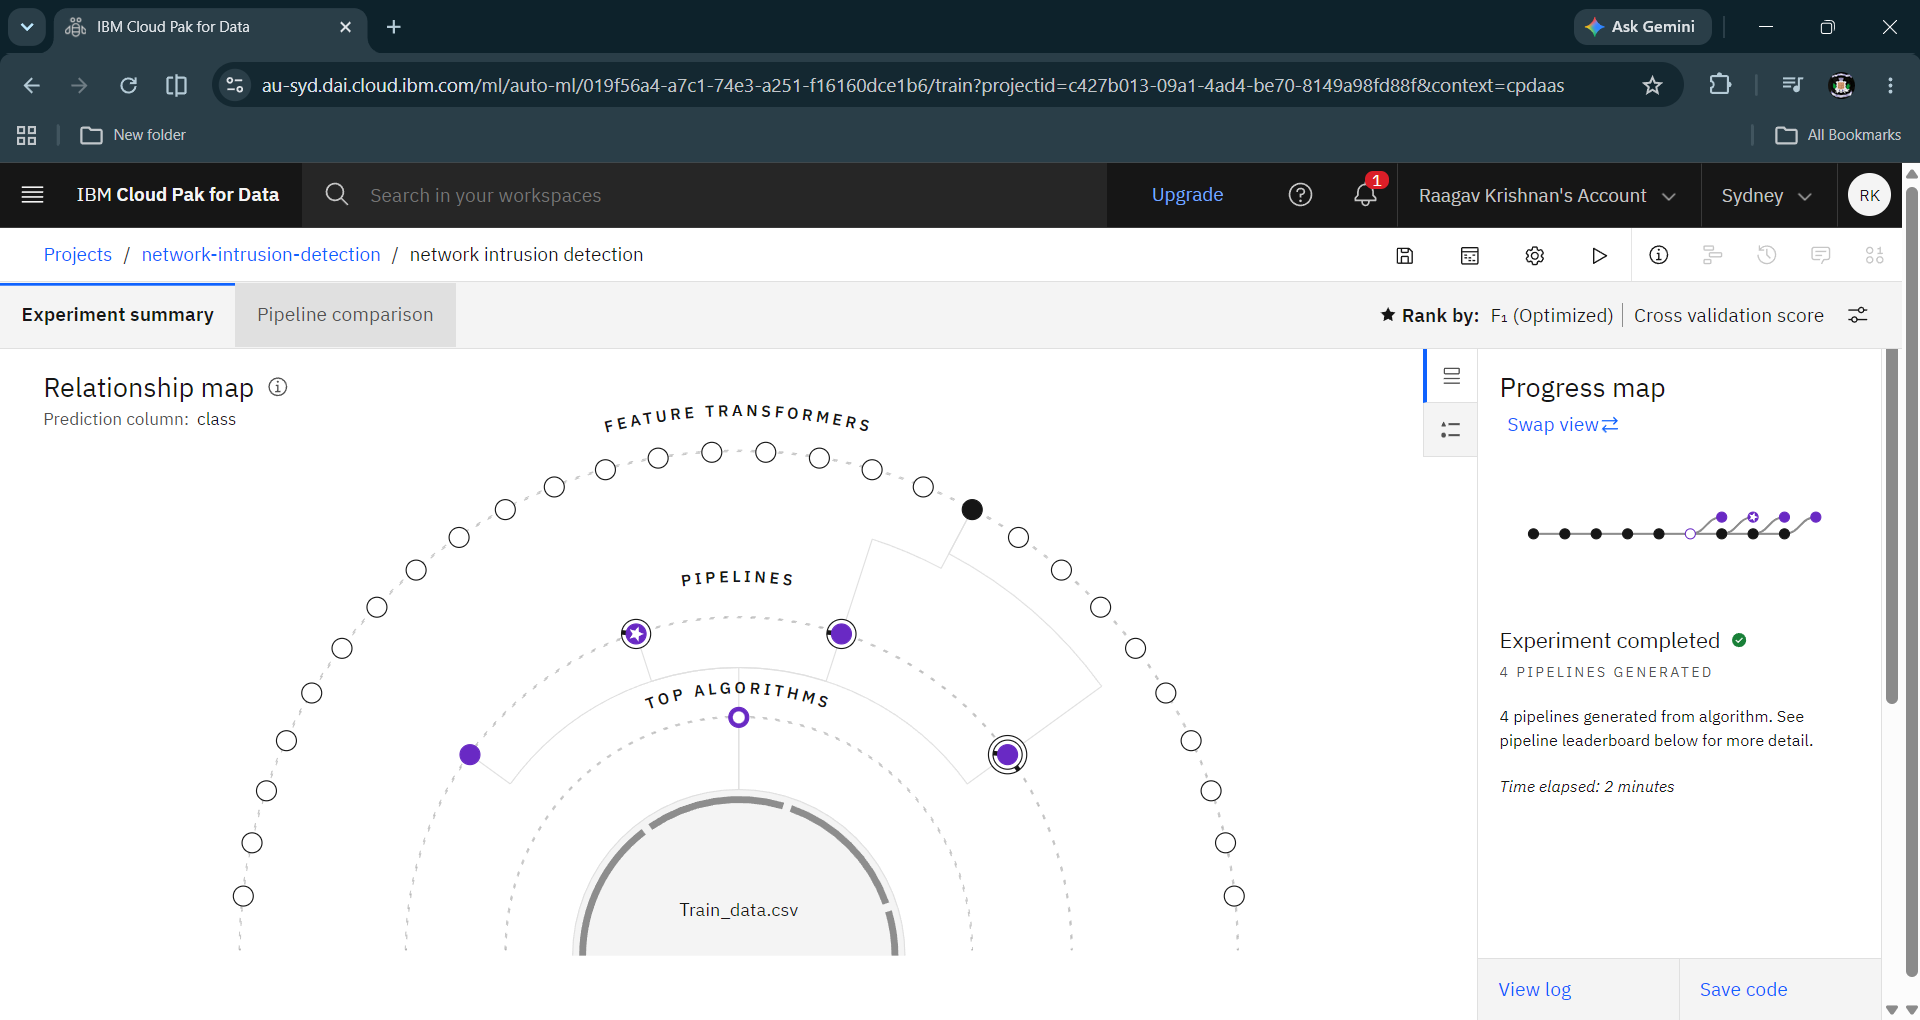 IBM Cloud Pak for Data
Ask Gemini
au-syd.dai.cloud.ibm.com/ml/auto-ml/019f56a4-a7c1-74e3-a251-f16160dce1b6/train?projectid=c427b013-09a1-4ad4-be70-8149a98fd88f&context=cpdaas
New folder
All Bookmarks
IBM Cloud Pak for Data
Search in your workspaces
Upgrade
1
Raagav Krishnan's Account
Sydney
RK
Projects / network-intrusion-detection / network intrusion detection
Experiment summary
Pipeline comparison
Rank by: F₁ (Optimized) | Cross validation score
Relationship map
Prediction column: class
FEATURE TRANSFORMERS
PIPELINES
TOP ALGORITHMS
Train_data.csv
Progress map
Swap view
Experiment completed
4 PIPELINES GENERATED
4 pipelines generated from algorithm. See
pipeline leaderboard below for more detail.
Time elapsed: 2 minutes
View log
Save code